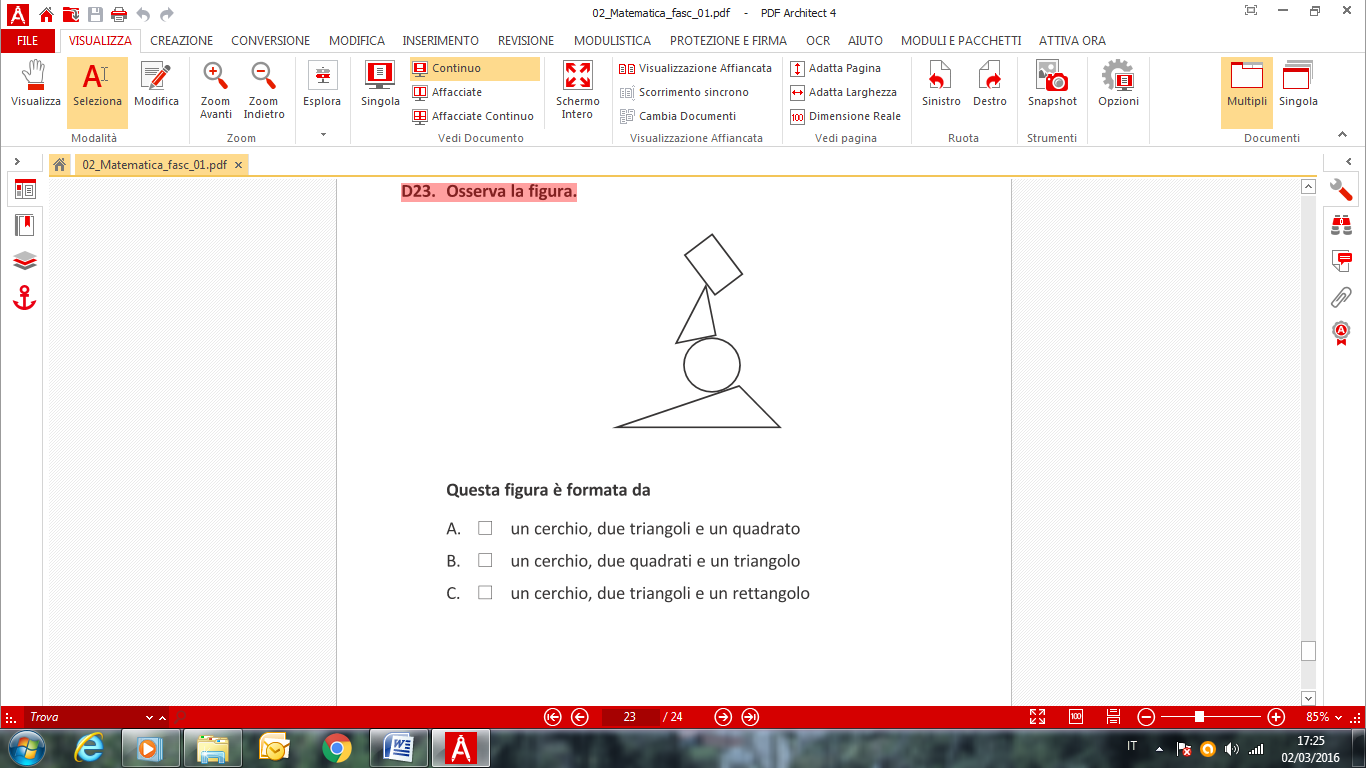 02_Matematica_fasc_01.pdf - PDF Architect 4
FILE VISUALIZZA CREAZIONE CONVERSIONE MODIFICA INSERIMENTO REVISIONE MODULISTICA PROTEZIONE E FIRMA OCR AIUTO MODULI E PACCHETTI ATTIVA ORA
Visualizza Seleziona Modifica
Modalità
Zoom Avanti
Zoom Indietro
Zoom
Esplora
Singola
Continuo
Affacciate
Affacciate Continuo
Vedi Documento
Schermo Intero
Visualizzazione Affiancata
Scorrimento sincrono
Cambia Documenti
Visualizzazione Affiancata
Adatta Pagina
Adatta Larghezza
100 Dimensione Reale
Vedi pagina
Sinistro Destro
Ruota
Snapshot
Strumenti
Opzioni
Multipli Singola
Documenti
02_Matematica_fasc_01.pdf ×
D23. Osserva la figura.
Questa figura è formata da
A. un cerchio, due triangoli e un quadrato
B. un cerchio, due quadrati e un triangolo
C. un cerchio, due triangoli e un rettangolo
Trova
23 / 24
100
85%
IT
17:25
02/03/2016